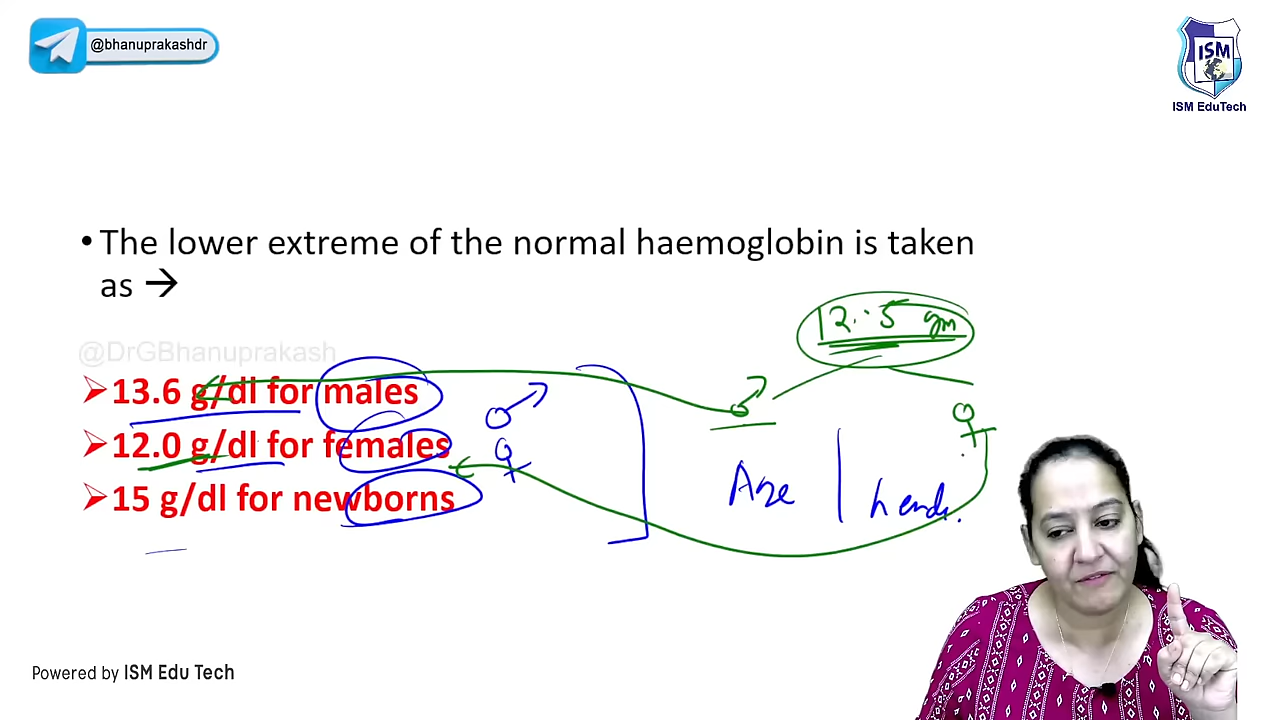 @bhanuprakashdr
ISM
ISM EduTech
• The lower extreme of the normal haemoglobin is taken
as →
12.5 gm
@DrGBhanuprakash
➢13.6 g/dl for males ♂
➢12.0 g/dl for females ♀
➢15 g/dl for newborns
♂ ♀
Age
Powered by ISM Edu Tech